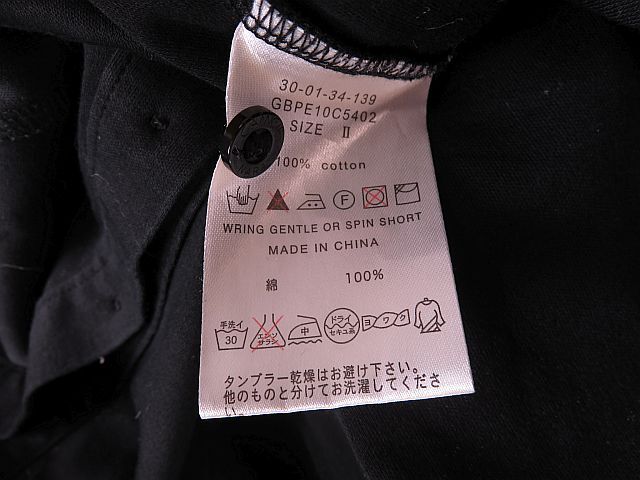 30-01-34-139
GBPE10C5402
SIZE II
100% cotton
F
WRING GENTLE OR SPIN SHORT
MADE IN CHINA
綿 100%
手洗イ 30 エンソサラシ 中 ドライ セキユ系 ヨワク
タンブラー乾燥はお避け下さい。
他のものと分けてお洗濯してくださ
い。